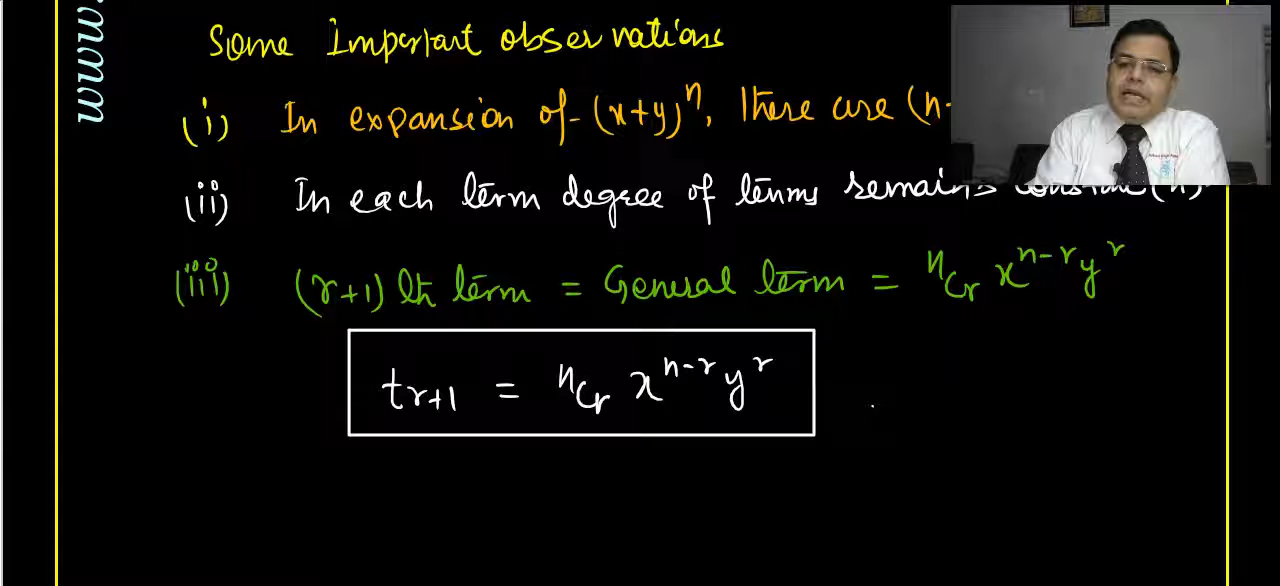 www.
Some Important observations
(i) In expansion of (x+y)^n, there are (n-
(ii) In each term degree of terms remains constant (n)
(iii) (r+1)th term = General term = ⁿCᵣ xⁿ⁻ʳ yʳ
tᵣ₊₁ = ⁿCᵣ xⁿ⁻ʳ yʳ